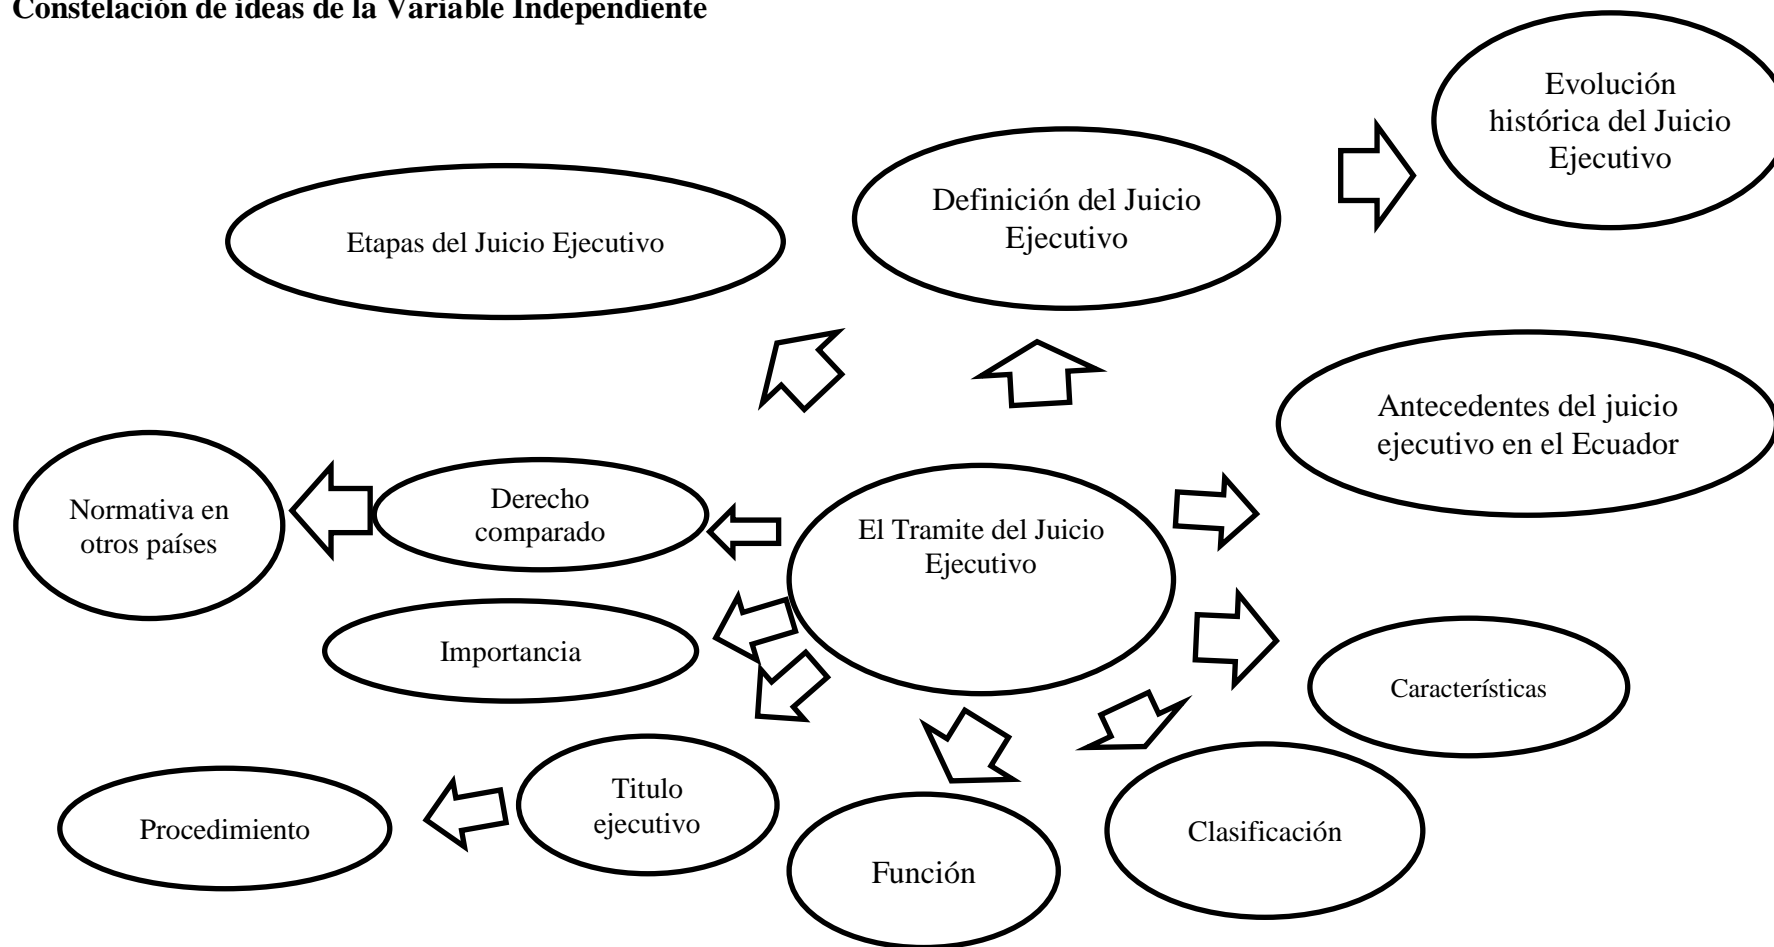 Constelación de ideas de la Variable Independiente
Evolución
histórica del Juicio
Ejecutivo
Definición del Juicio
Ejecutivo
Etapas del Juicio Ejecutivo
Antecedentes del juicio
ejecutivo en el Ecuador
Normativa en
otros países
Derecho
comparado
El Tramite del Juicio
Ejecutivo
Importancia
Características
Procedimiento
Titulo
ejecutivo
Función
Clasificación